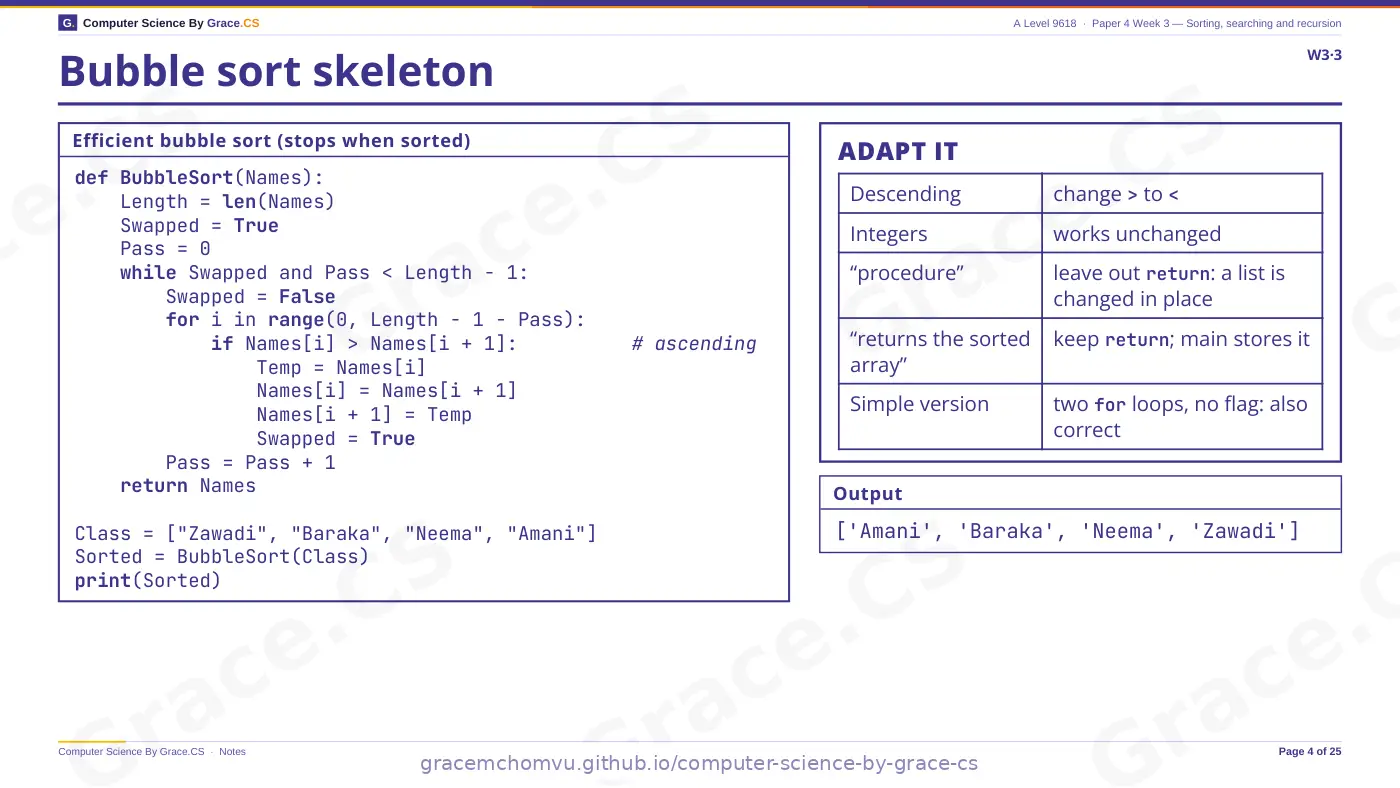 G. Computer Science By Grace.CS
A Level 9618 · Paper 4 Week 3 — Sorting, searching and recursion
Bubble sort skeleton
W3·3
Efficient bubble sort (stops when sorted)
def BubbleSort(Names):
    Length = len(Names)
    Swapped = True
    Pass = 0
    while Swapped and Pass < Length - 1:
        Swapped = False
        for i in range(0, Length - 1 - Pass):
            if Names[i] > Names[i + 1]:          # ascending
                Temp = Names[i]
                Names[i] = Names[i + 1]
                Names[i + 1] = Temp
                Swapped = True
        Pass = Pass + 1
    return Names
Class = ["Zawadi", "Baraka", "Neema", "Amani"]
Sorted = BubbleSort(Class)
print(Sorted)
ADAPT IT
Descending change > to <
Integers works unchanged
“procedure” leave out return: a list is
changed in place
“returns the sorted keep return; main stores it
array”
Simple version two for loops, no flag: also
correct
Output
['Amani', 'Baraka', 'Neema', 'Zawadi']
Computer Science By Grace.CS · Notes
gracemchomvu.github.io/computer-science-by-grace-cs
Page 4 of 25